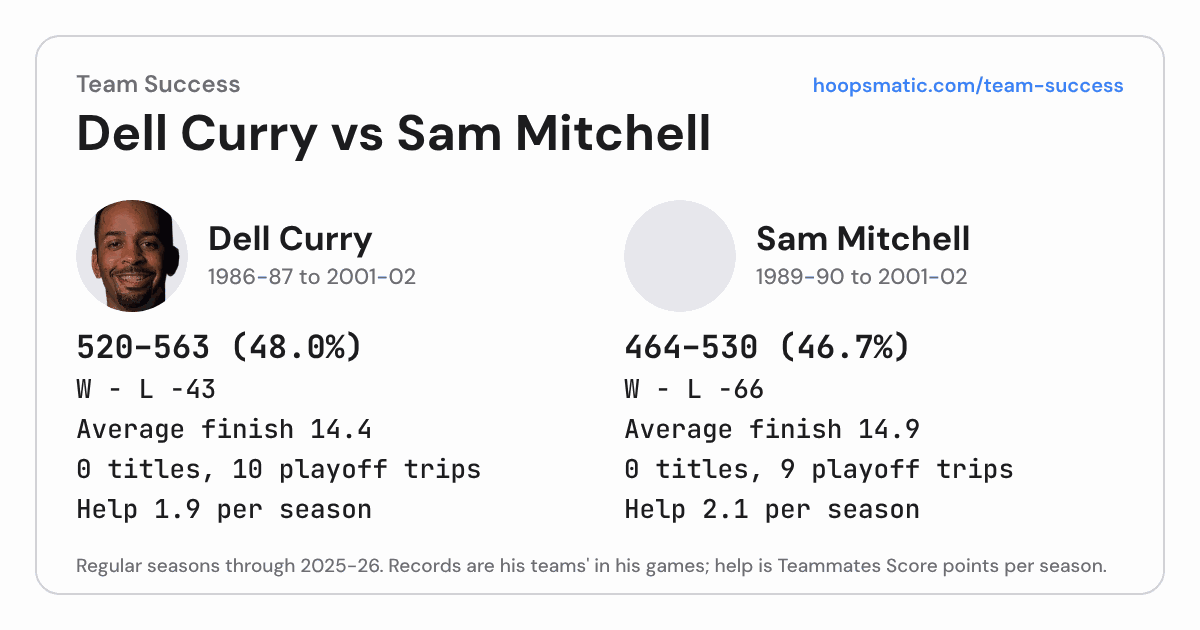 Team Success
hoopsmatic.com/team-success
Dell Curry vs Sam Mitchell
Dell Curry
1986-87 to 2001-02
520-563 (48.0%)
W - L -43
Average finish 14.4
0 titles, 10 playoff trips
Help 1.9 per season
Sam Mitchell
1989-90 to 2001-02
464-530 (46.7%)
W - L -66
Average finish 14.9
0 titles, 9 playoff trips
Help 2.1 per season
Regular seasons through 2025-26. Records are his teams' in his games; help is Teammates Score points per season.